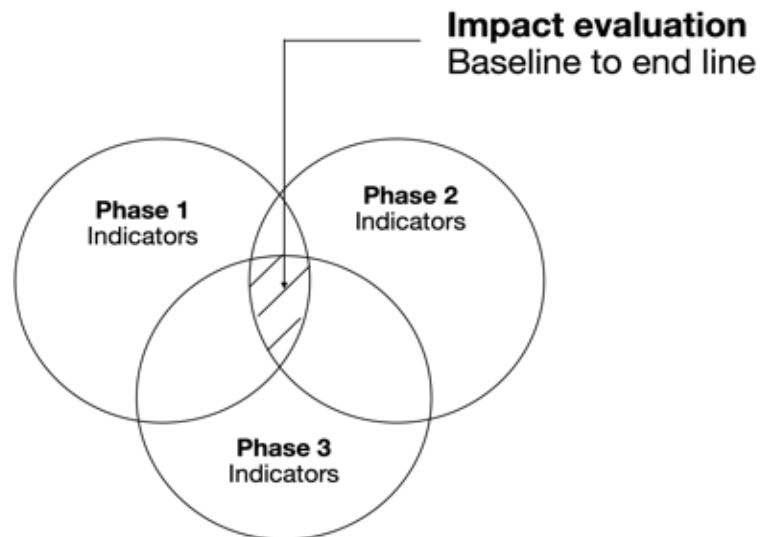 Impact evaluation
Baseline to end line
Phase 1
Indicators
Phase 2
Indicators
Phase 3
Indicators